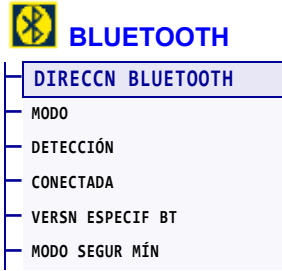 BLUETOOTH
DIRECCN BLUETOOTH
MODO
DETECCIÓN
CONECTADA
VERSN ESPECIF BT
MODO SEGUR MÍN